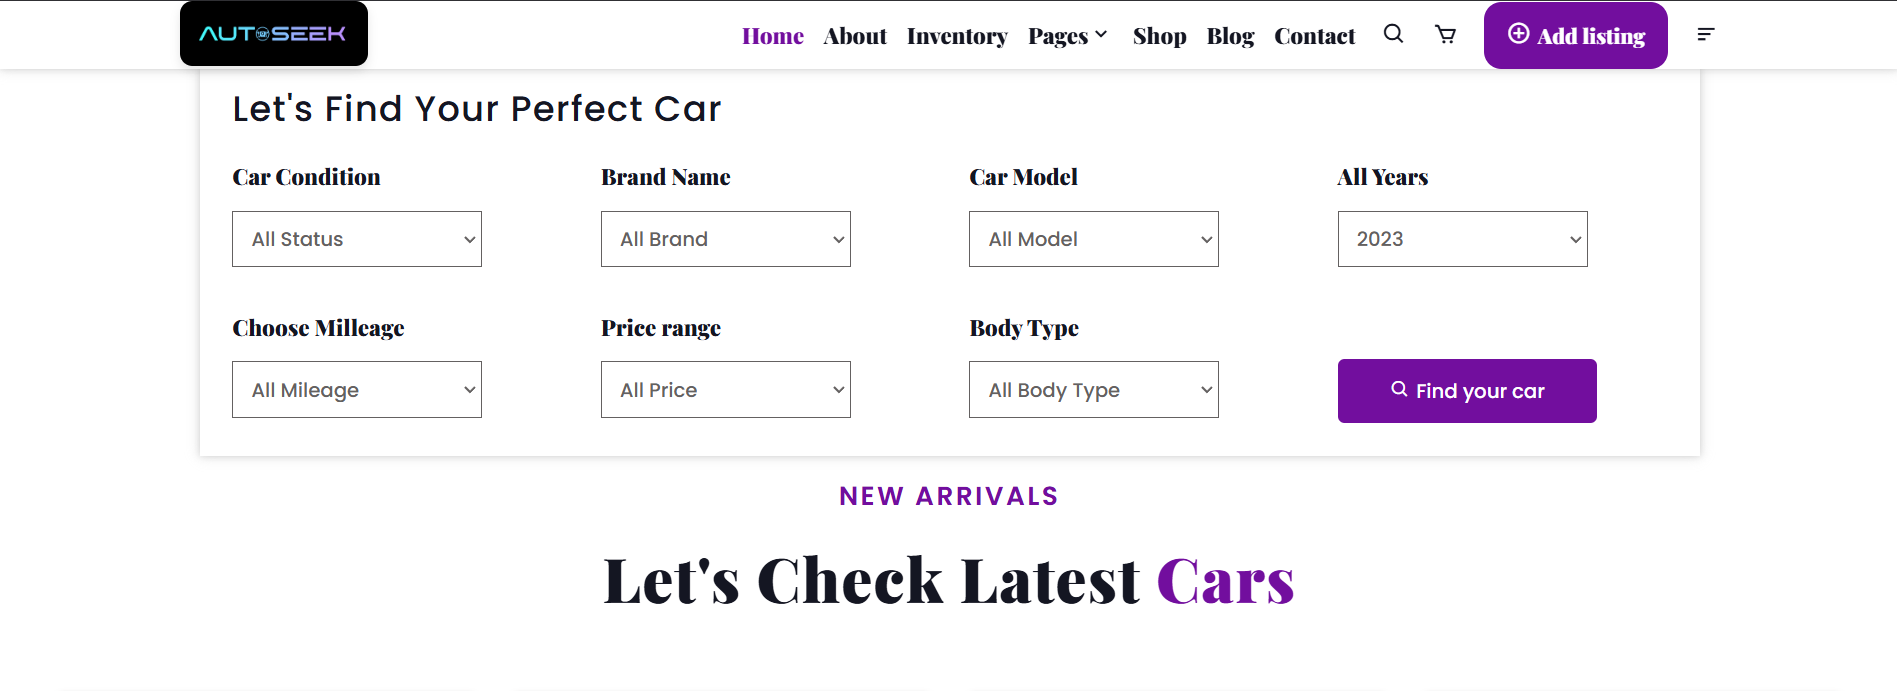 AUTOSEEK Home About Inventory Pages Shop Blog Contact Add listing
Let's Find Your Perfect Car
Car Condition Brand Name Car Model All Years
All Status All Brand All Model 2023
Choose Milleage Price range Body Type
All Mileage All Price All Body Type Find your car
NEW ARRIVALS
Let's Check Latest Cars